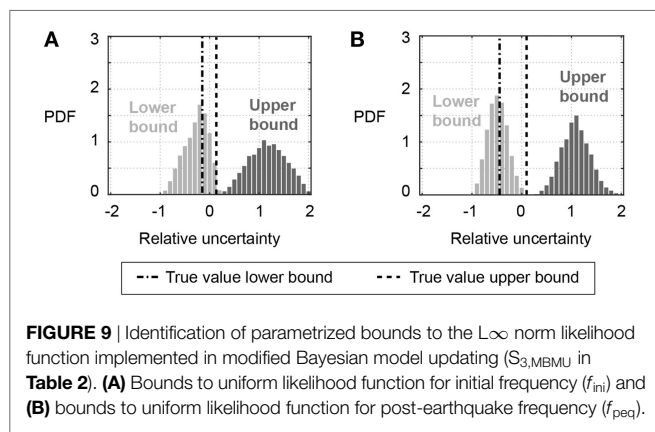 A
B
3
2
PDF
1
0
Lower
bound
Upper
bound
-2
-1
0
1
2
Relative uncertainty
3
2
PDF
1
0
Lower
bound
Upper
bound
-2
-1
0
1
2
Relative uncertainty
True value lower bound
True value upper bound
FIGURE 9 | Identification of parametrized bounds to the L∞ norm likelihood
function implemented in modified Bayesian model updating (S3,MBMU in
Table 2). (A) Bounds to uniform likelihood function for initial frequency (fini) and
(B) bounds to uniform likelihood function for post-earthquake frequency (fpeq).